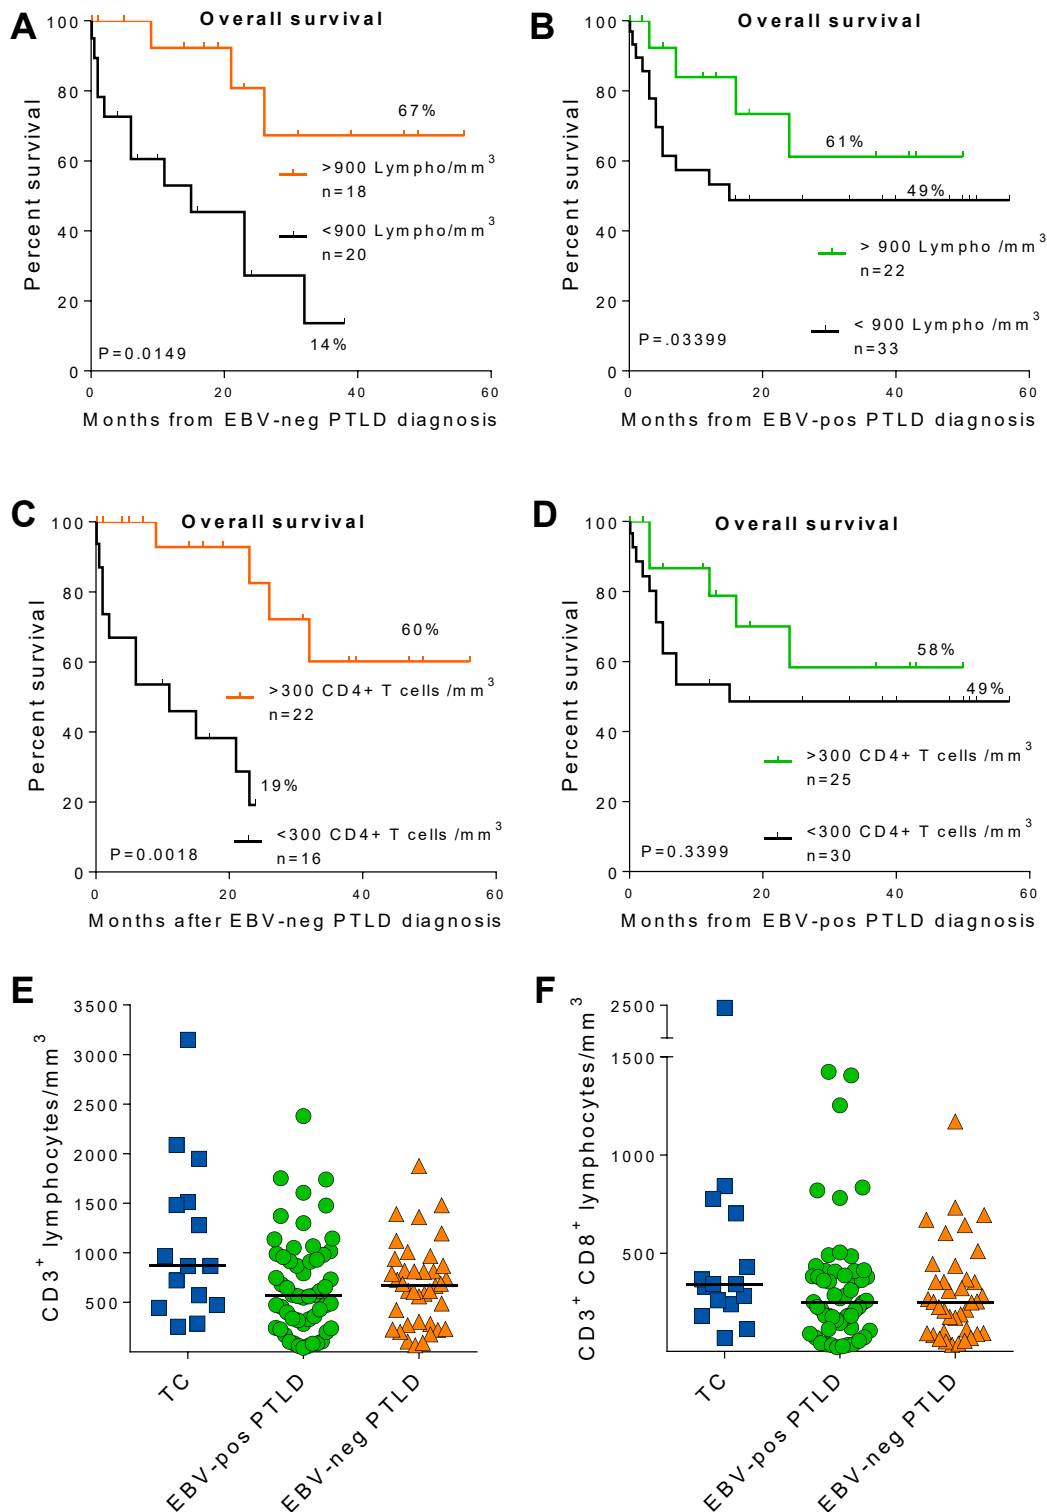 A
Overall survival
100
80
60
40
20
0
Percent survival
67%
>900 Lympho/mm3
n=18
<900 Lympho/mm3
n=20
14%
P=0.0149
0 20 40 60
Months from EBV-neg PTLD diagnosis
B
Overall survival
100
80
60
40
20
0
Percent survival
61%
49%
> 900 Lympho /mm3
n=22
< 900 Lympho /mm3
n=33
P=.03399
0 20 40 60
Months from EBV-pos PTLD diagnosis
C
Overall survival
100
80
60
40
20
0
Percent survival
60%
>300 CD4+ T cells /mm3
n=22
19%
<300 CD4+ T cells /mm3
n=16
P=0.0018
0 20 40 60
Months after EBV-neg PTLD diagnosis
D
Overall survival
100
80
60
40
20
0
Percent survival
58%
49%
>300 CD4+ T cells /mm3
n=25
<300 CD4+ T cells /mm3
n=30
P=0.3399
0 20 40 60
Months from EBV-pos PTLD diagnosis
E
3500
3000
2500
2000
1500
1000
500
CD3+ lymphocytes/mm3
TC
EBV-pos PTLD
EBV-neg PTLD
F
2500
1500
1000
500
CD3+ CD8+ lymphocytes/mm3
TC
EBV-pos PTLD
EBV-neg PTLD